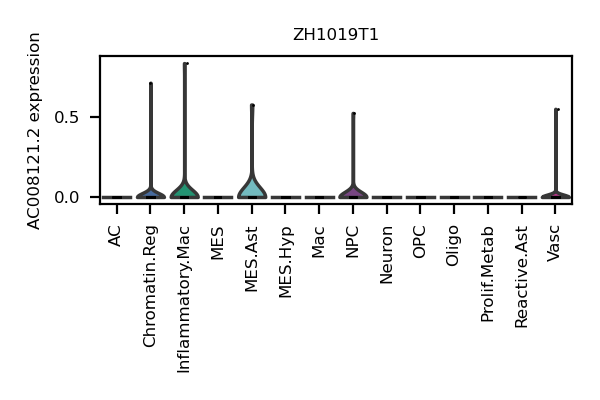 ZH1019T1
AC008121.2 expression
0.5
0.0
AC
Chromatin.Reg
Inflammatory.Mac
MES
MES.Ast
MES.Hyp
Mac
NPC
Neuron
OPC
Oligo
Prolif.Metab
Reactive.Ast
Vasc